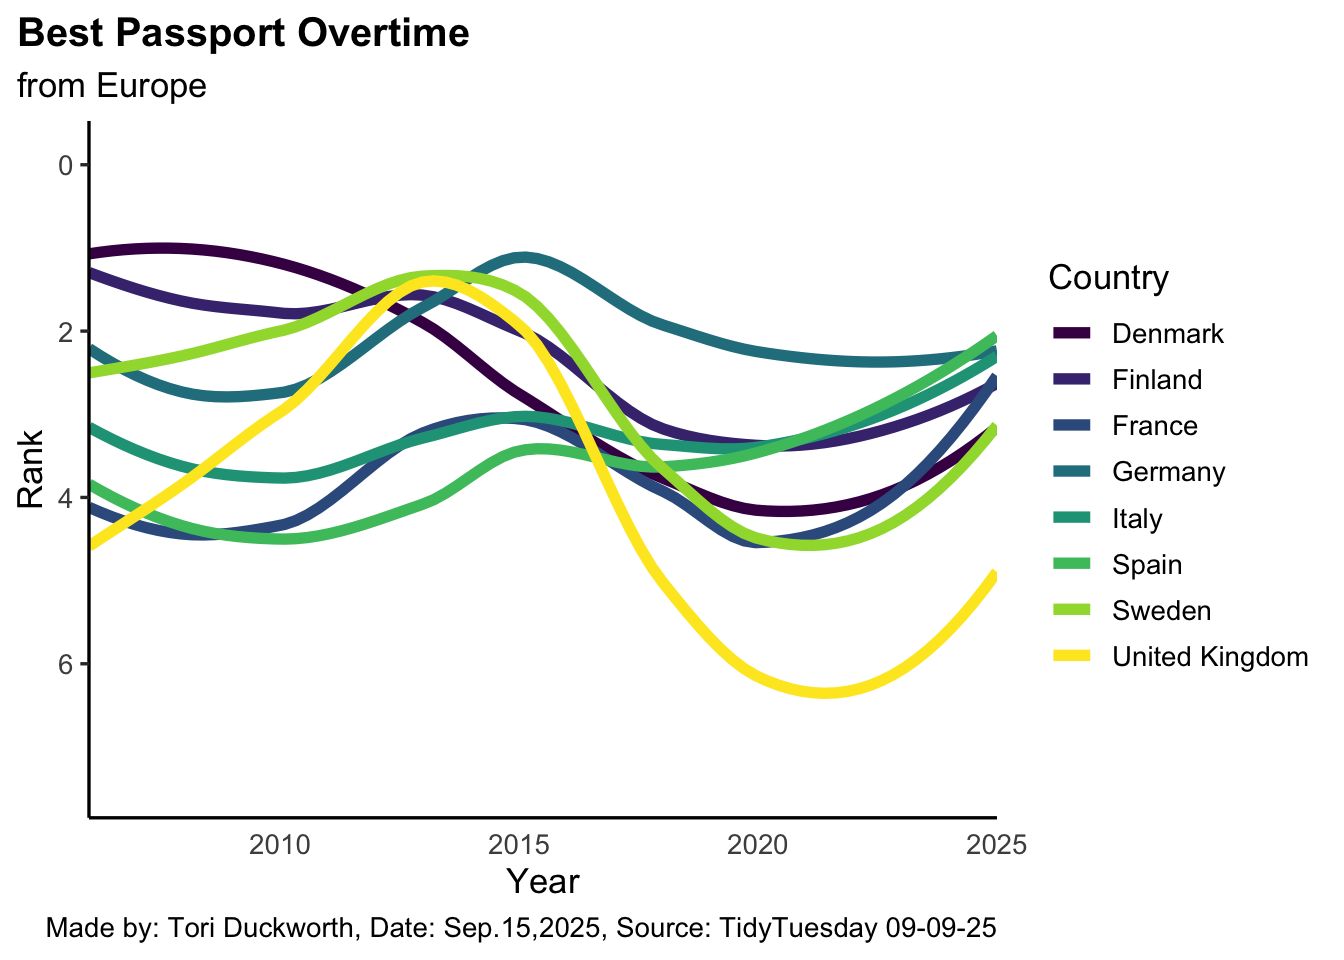 Best Passport Overtime
from Europe
0
2
4
6
Rank
2010
2015
2020
2025
Year
Country
Denmark
Finland
France
Germany
Italy
Spain
Sweden
United Kingdom
Made by: Tori Duckworth, Date: Sep.15,2025, Source: TidyTuesday 09-09-25